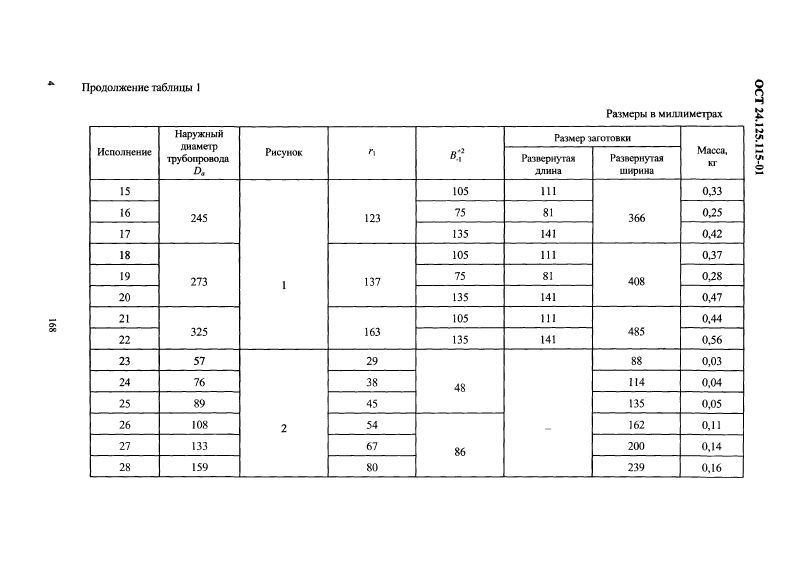 4
Продолжение таблицы 1
ОСТ 24.125.115-01
Размеры в миллиметрах
Исполнение | Наружный диаметр трубопровода Dа | Рисунок | r1 | B +2 -1 | Размер заготовки | Масса, кг
Развернутая длина | Развернутая ширина
15 | 245 | 1 | 123 | 105 | 111 | 366 | 0,33
16 | 75 | 81 | 0,25
17 | 135 | 141 | 0,42
18 | 273 | 137 | 105 | 111 | 408 | 0,37
19 | 75 | 81 | 0,28
20 | 135 | 141 | 0,47
21 | 325 | 163 | 105 | 111 | 485 | 0,44
22 | 135 | 141 | 0,56
23 | 57 | 2 | 29 | 48 | – | 88 | 0,03
24 | 76 | 38 | 114 | 0,04
25 | 89 | 45 | 135 | 0,05
26 | 108 | 54 | 86 | 162 | 0,11
27 | 133 | 67 | 200 | 0,14
28 | 159 | 80 | 239 | 0,16
168